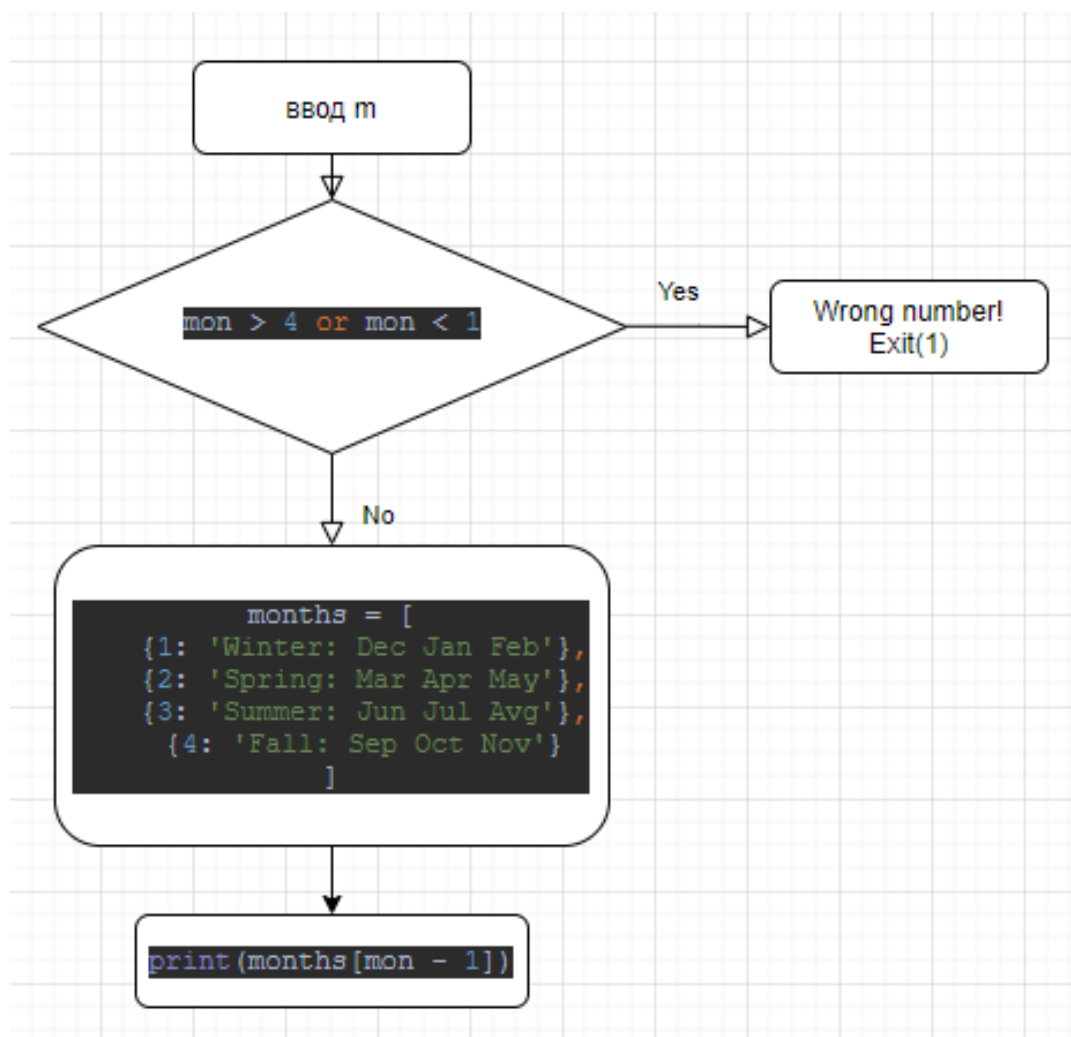 ввод m
mon > 4 or mon < 1
Yes
Wrong number!
Exit(1)
No
months = [
{1: 'Winter: Dec Jan Feb'},
{2: 'Spring: Mar Apr May'},
{3: 'Summer: Jun Jul Avg'},
{4: 'Fall: Sep Oct Nov'}
]
print(months[mon - 1])